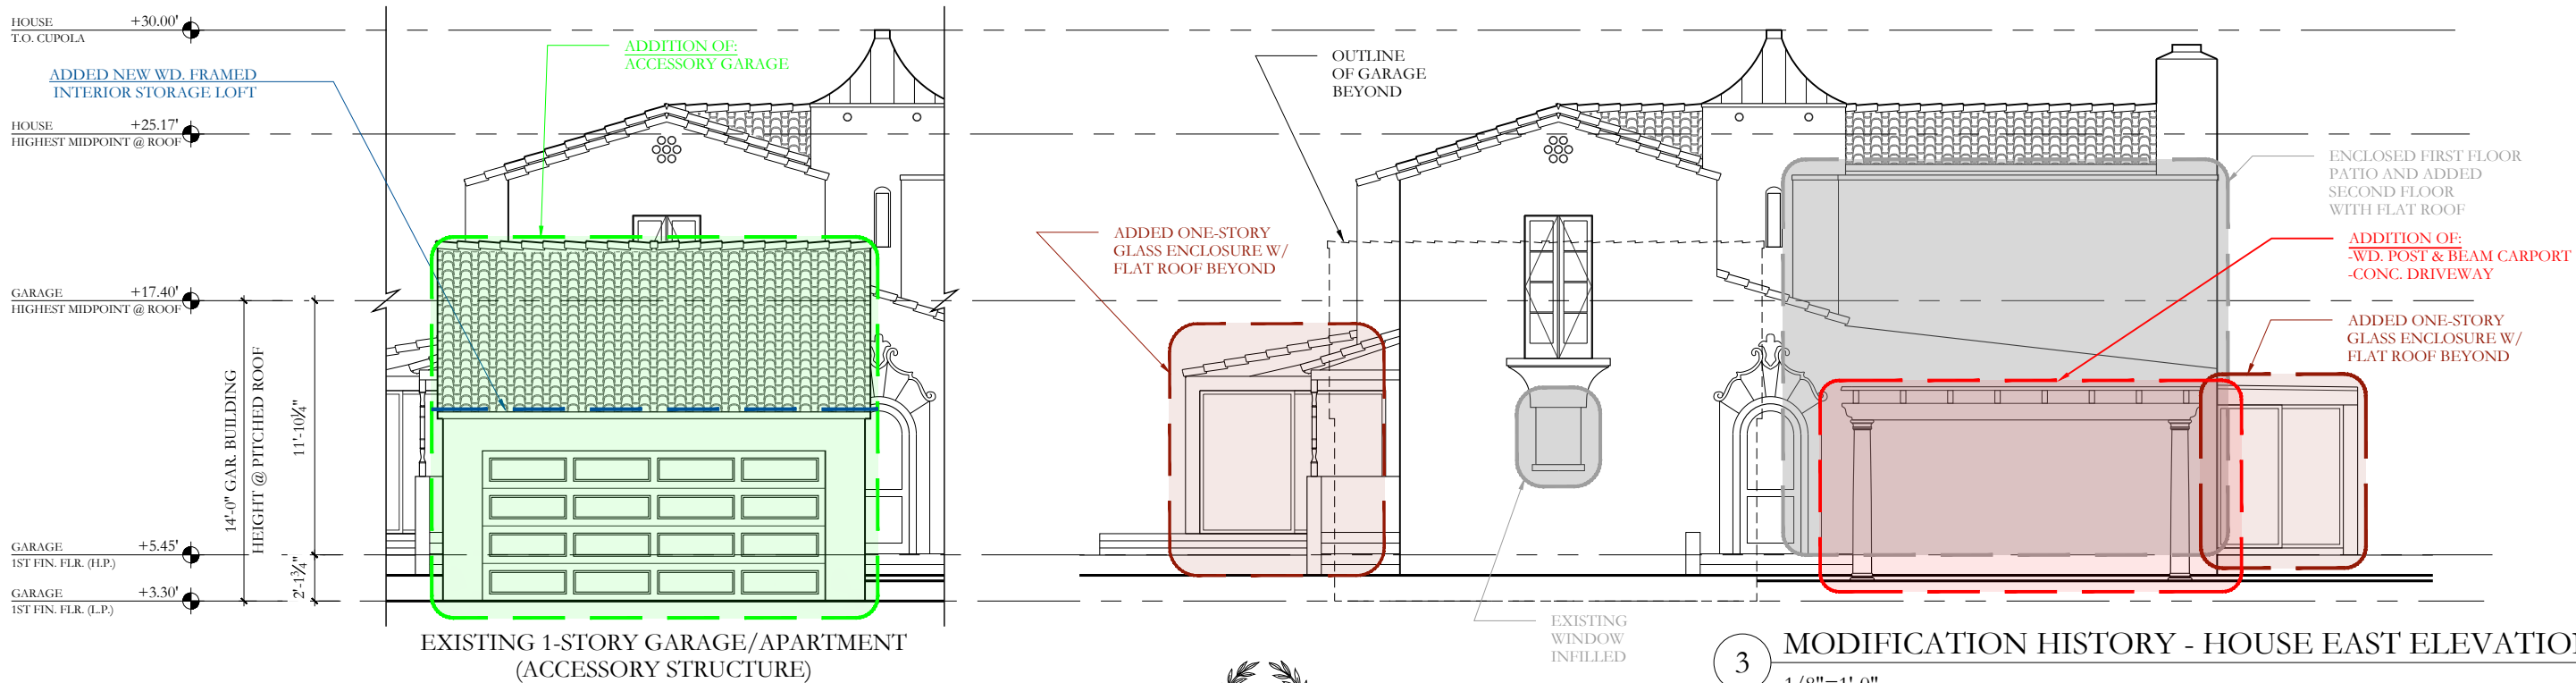 HOUSE +30.00'
T.O. CUPOLA
ADDED NEW WD. FRAMED
INTERIOR STORAGE LOFT
HOUSE +25.17'
HIGHEST MIDPOINT @ ROOF
GARAGE +17.40'
HIGHEST MIDPOINT @ ROOF
14'-0" GAR. BUILDING
HEIGHT @ PITCHED ROOF
11'-10¼"
2'-1¾"
GARAGE +5.45'
1ST FIN. FLR. (H.P.)
GARAGE +3.30'
1ST FIN. FLR. (L.P.)
ADDITION OF:
ACCESSORY GARAGE
EXISTING 1-STORY GARAGE/APARTMENT
(ACCESSORY STRUCTURE)
OUTLINE
OF GARAGE
BEYOND
ADDED ONE-STORY
GLASS ENCLOSURE W/
FLAT ROOF BEYOND
EXISTING
WINDOW
INFILLED
ENCLOSED FIRST FLOOR
PATIO AND ADDED
SECOND FLOOR
WITH FLAT ROOF
ADDITION OF:
-WD. POST & BEAM CARPORT
-CONC. DRIVEWAY
ADDED ONE-STORY
GLASS ENCLOSURE W/
FLAT ROOF BEYOND
3 MODIFICATION HISTORY - HOUSE EAST ELEVATION
1/8"=1'-0"